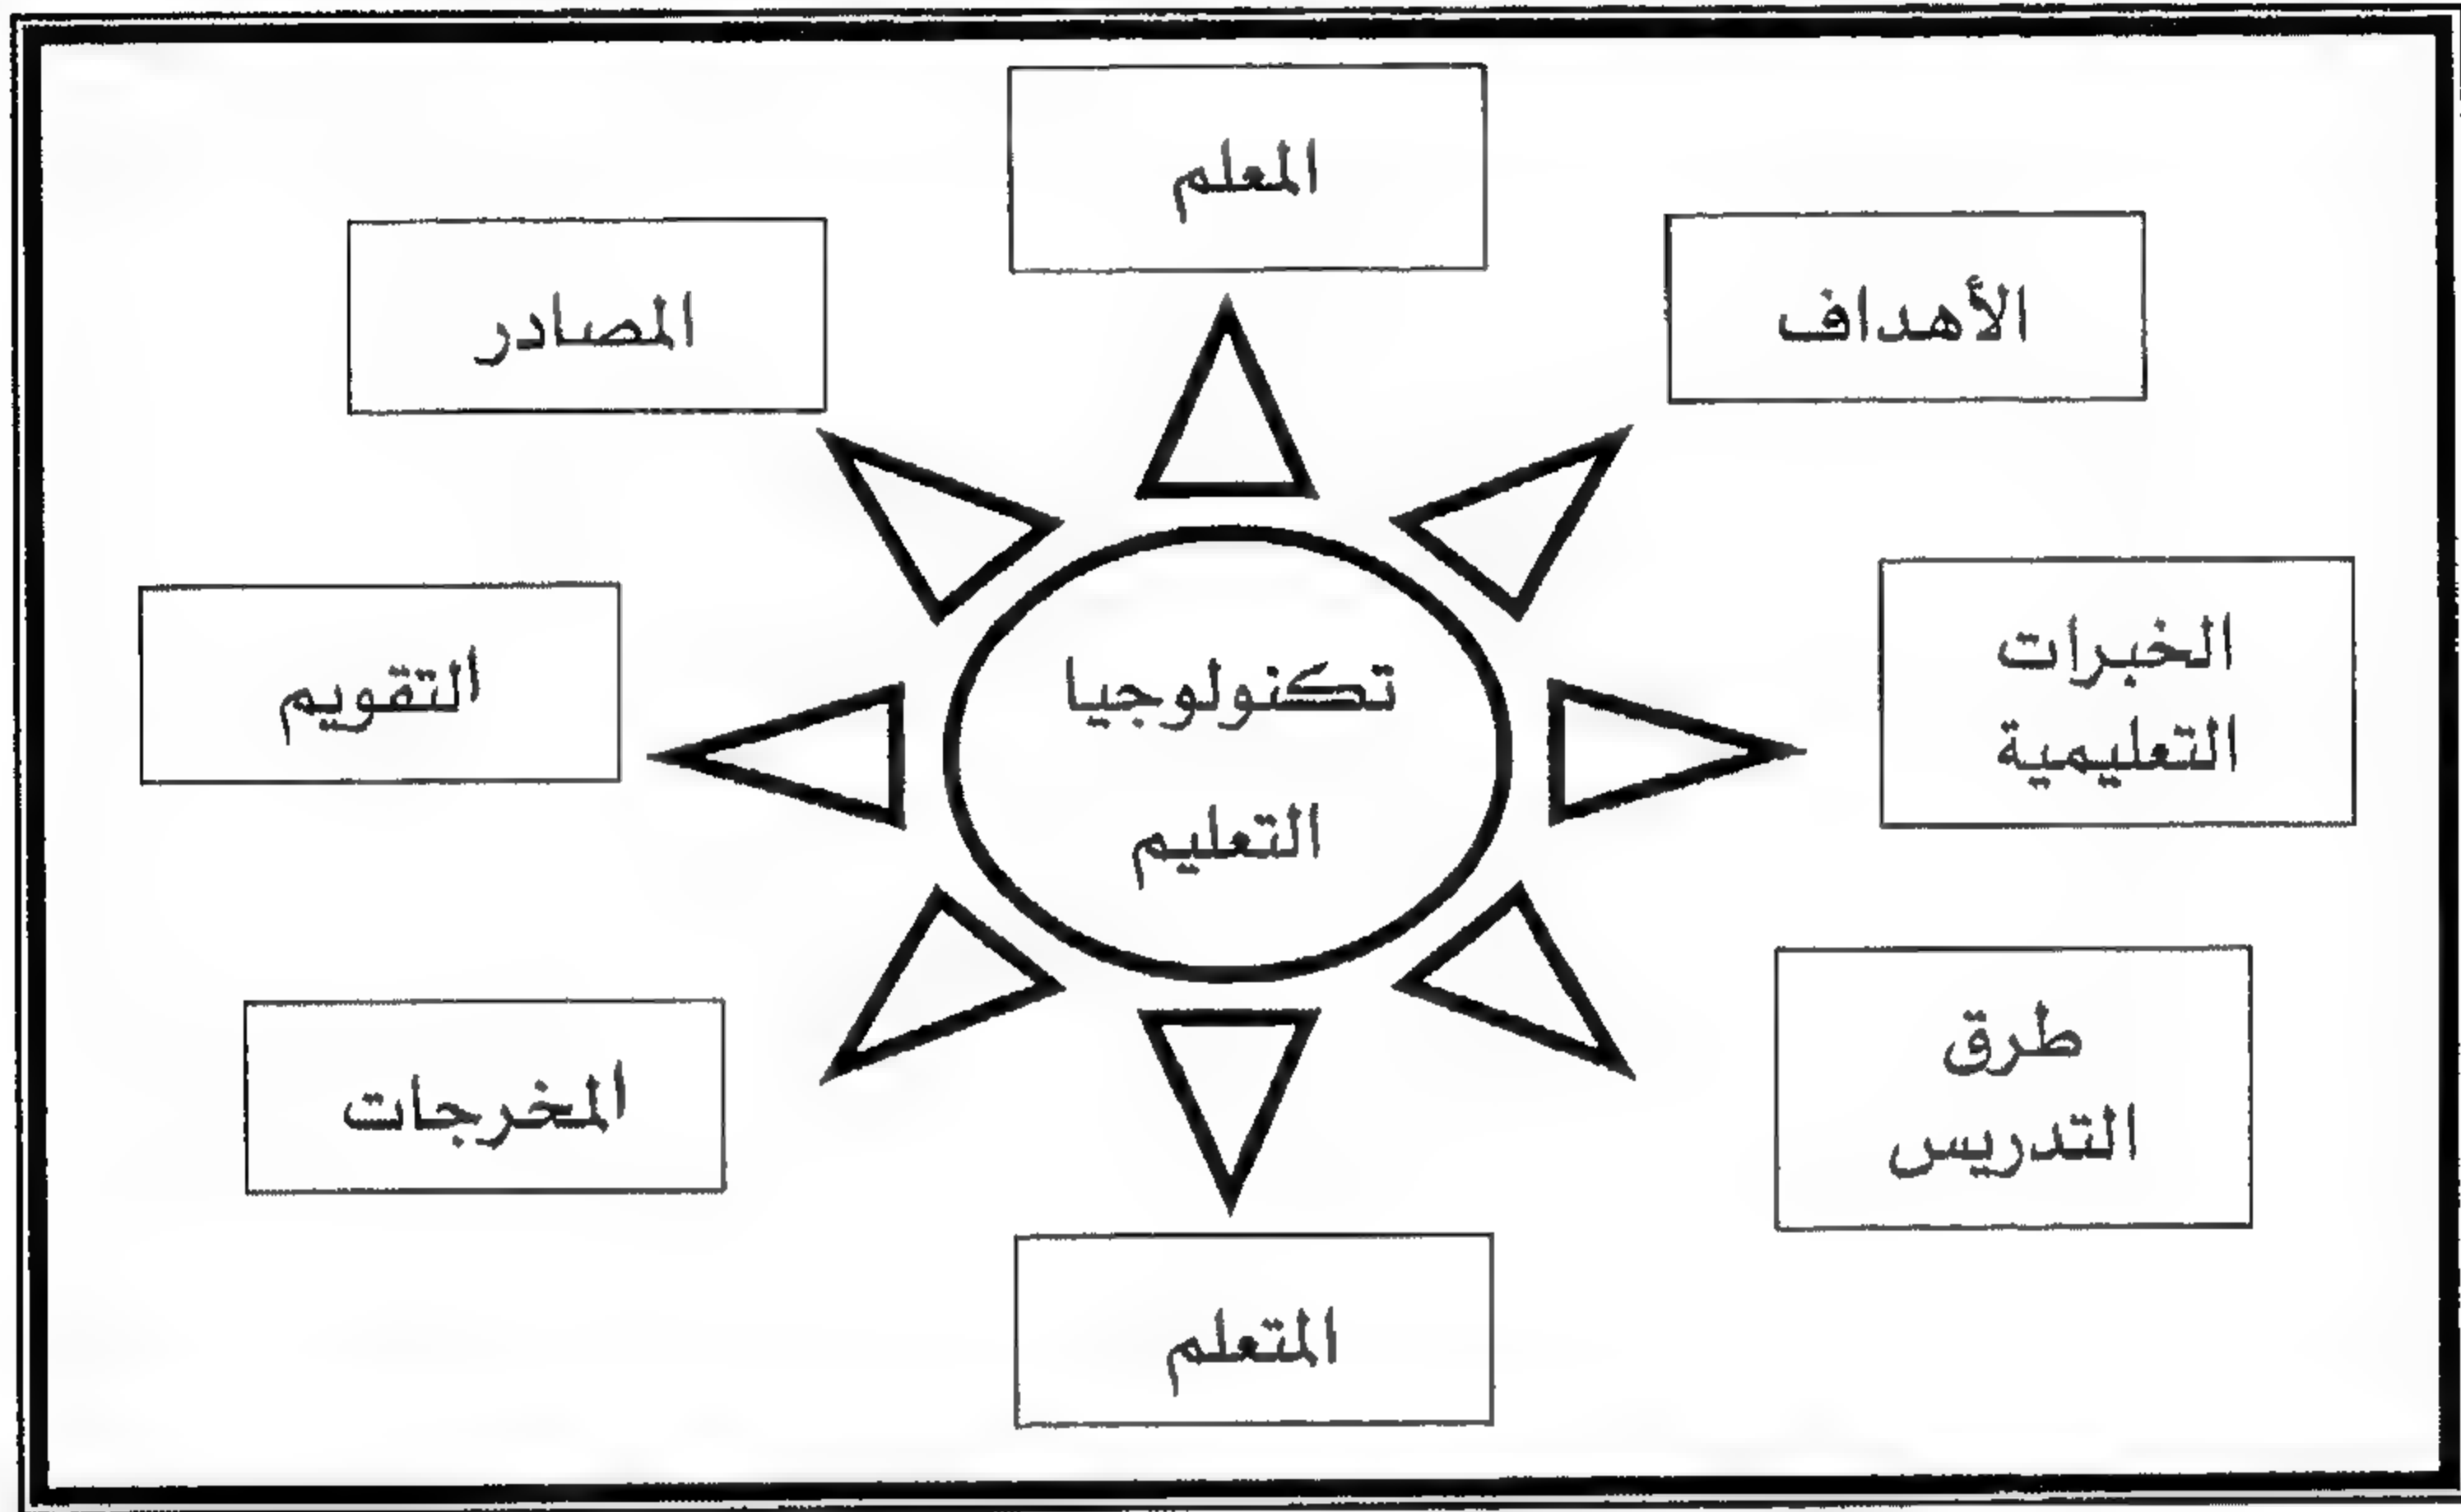 المعلم
الأهداف
المصادر
الخبرات
التعليمية
التقويم
تكنولوجيا
التعليم
طرق
التدريس
المخرجات
المتعلم